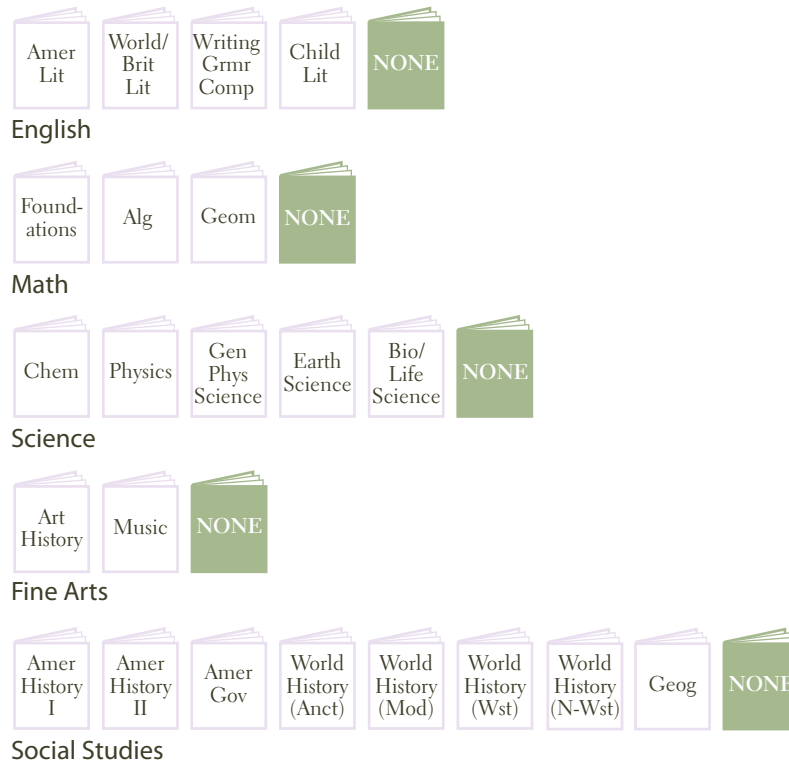 Amer
Lit
World/
Brit
Lit
Writing
Grmr
Comp
Child
Lit
NONE
English
Found-
ations
Alg
Geom
NONE
Math
Chem
Physics
Gen
Phys
Science
Earth
Science
Bio/
Life
Science
NONE
Science
Art
History
Music
NONE
Fine Arts
Amer
History
I
Amer
History
II
Amer
Gov
World
History
(Anct)
World
History
(Mod)
World
History
(Wst)
World
History
(N-Wst)
Geog
NONE
Social Studies